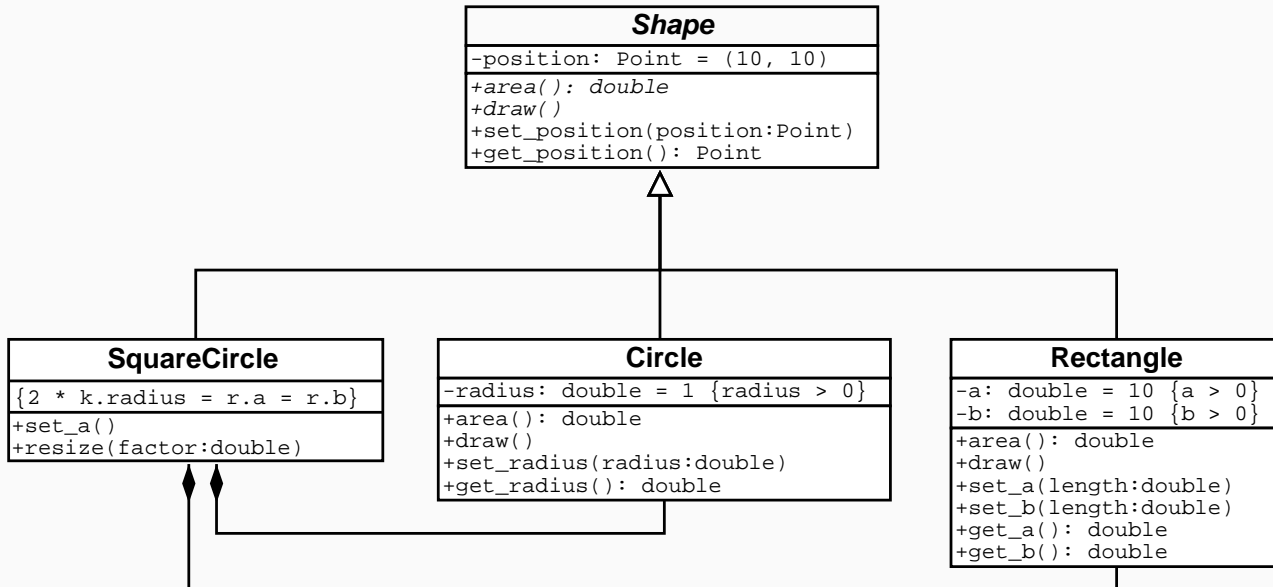 Shape
-position: Point = (10, 10)
+area(): double
+draw()
+set_position(position:Point)
+get_position(): Point
SquareCircle
{2 * k.radius = r.a = r.b}
+set_a()
+resize(factor:double)
Circle
-radius: double = 1 {radius > 0}
+area(): double
+draw()
+set_radius(radius:double)
+get_radius(): double
Rectangle
-a: double = 10 {a > 0}
-b: double = 10 {b > 0}
+area(): double
+draw()
+set_a(length:double)
+set_b(length:double)
+get_a(): double
+get_b(): double